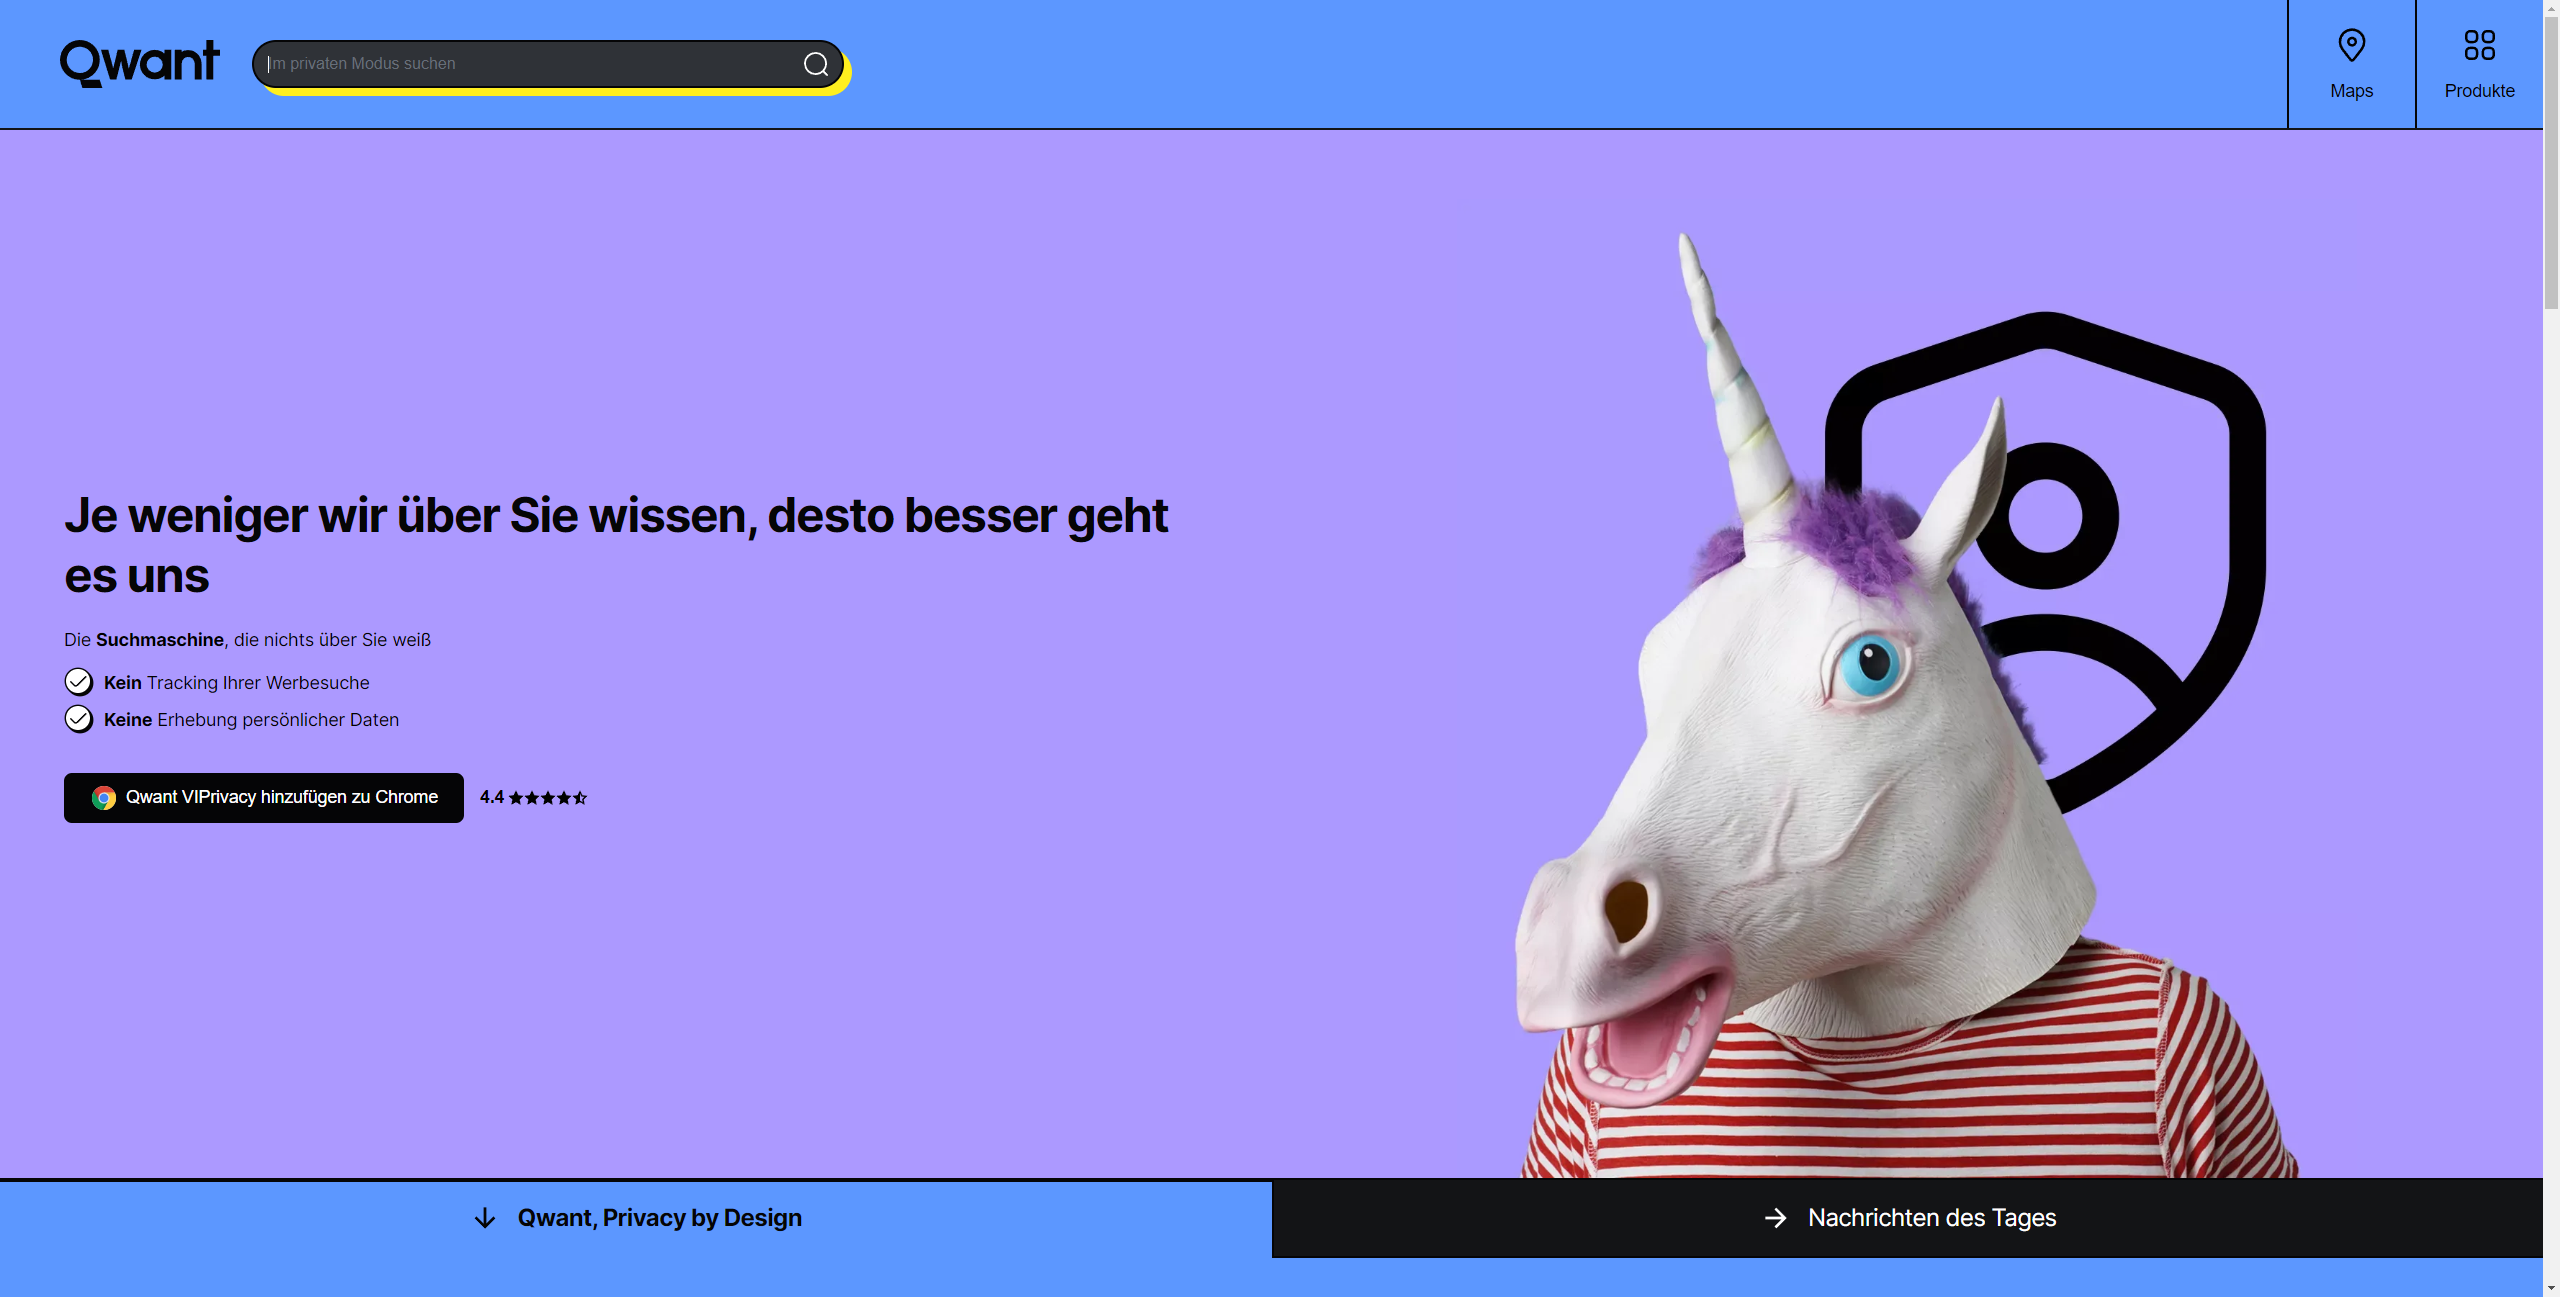 Qwant
Im privaten Modus suchen
Maps
Produkte
Je weniger wir über Sie wissen, desto besser geht
es uns
Die Suchmaschine, die nichts über Sie weiß
Kein Tracking Ihrer Werbesuche
Keine Erhebung persönlicher Daten
Qwant VIPrivacy hinzufügen zu Chrome
4.4
Qwant, Privacy by Design
Nachrichten des Tages